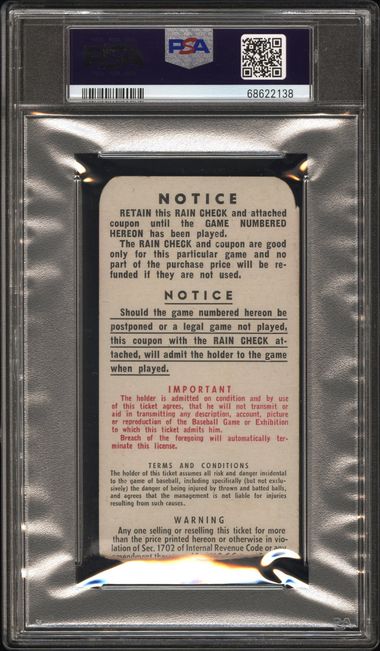 PSA
68622138
NOTICE
RETAIN this RAIN CHECK and attached
coupon until the GAME NUMBERED
HEREON has been played.
The RAIN CHECK and coupon are good
only for this particular game and no
part of the purchase price will be re-
funded if they are not used.
NOTICE
Should the game numbered hereon be
postponed or a legal game not played,
this coupon with the RAIN CHECK at-
tached, will admit the holder to the game
when played.
IMPORTANT
The holder is admitted on condition and by use
of this ticket agrees, that he will not transmit or
aid in transmitting any description, account, picture
or reproduction of the Baseball Game or Exhibition
to which this ticket admits him.
Breach of the foregoing will automatically ter-
minate this license.
TERMS AND CONDITIONS
The holder of this ticket assumes all risk and danger incidental
to the game of baseball, including specifically (but not exclu-
sively) the danger of being injured by thrown and batted balls,
and agrees that the management is not liable for injuries
resulting from such causes.
WARNING
Any one selling or reselling this ticket for more
than the price printed hereon or otherwise in vio-
lation of Sec. 1702 of Internal Revenue Code or any
amendment